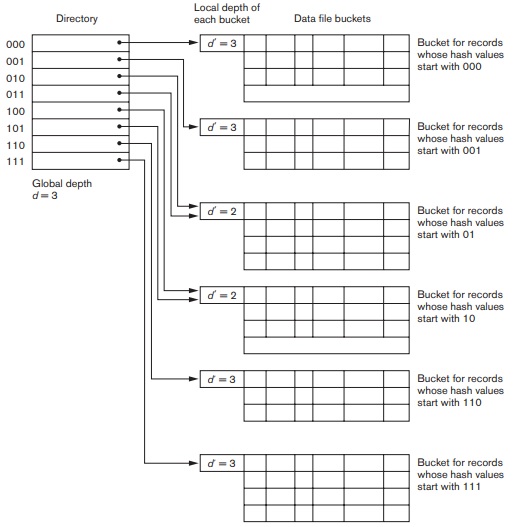 Local depth of
each bucket
Directory
Data file buckets
000
001
010
011
100
101
110
111
Global depth
d = 3
d′ = 3
Bucket for records
whose hash values
start with 000
d′ = 3
Bucket for records
whose hash values
start with 001
d′ = 2
Bucket for records
whose hash values
start with 01
d′ = 2
Bucket for records
whose hash values
start with 10
d′ = 3
Bucket for records
whose hash values
start with 110
d′ = 3
Bucket for records
whose hash values
start with 111